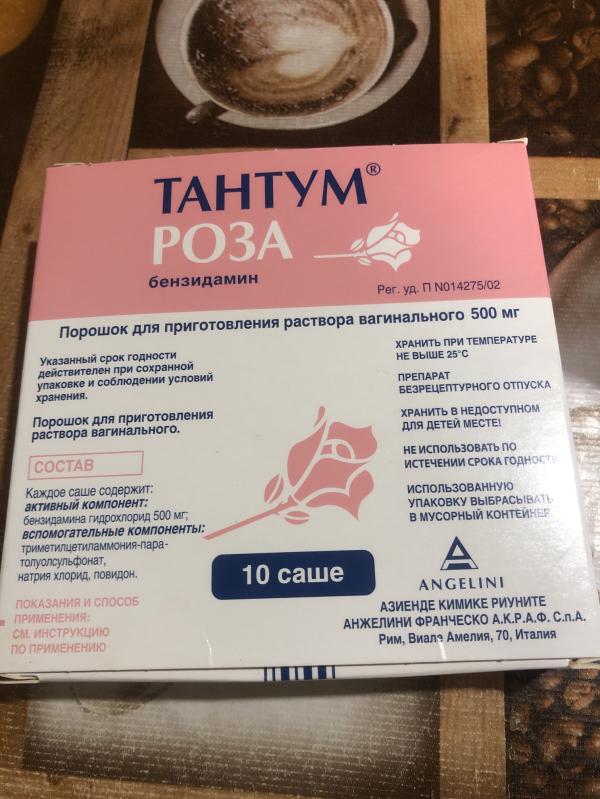 ТАНТУМ®
РОЗА
бензидамин
Рег. уд. П N014275/02
Порошок для приготовления раствора вагинального 500 мг
Указанный срок годности
действителен при сохранной
упаковке и соблюдении условий
хранения.
Порошок для приготовления
раствора вагинального.
СОСТАВ
Каждое саше содержит:
активный компонент:
бензидамина гидрохлорид 500 мг;
вспомогательные компоненты:
триметилцетиламмония-пара-
толуолсульфонат,
натрия хлорид, повидон.
ПОКАЗАНИЯ И СПОСОБ
ПРИМЕНЕНИЯ:
СМ. ИНСТРУКЦИЮ
ПО ПРИМЕНЕНИЮ
10 саше
ХРАНИТЬ ПРИ ТЕМПЕРАТУРЕ
НЕ ВЫШЕ 25°C
ПРЕПАРАТ
БЕЗРЕЦЕПТУРНОГО ОТПУСКА
ХРАНИТЬ В НЕДОСТУПНОМ
ДЛЯ ДЕТЕЙ МЕСТЕ!
НЕ ИСПОЛЬЗОВАТЬ ПО
ИСТЕЧЕНИИ СРОКА ГОДНОСТИ
ИСПОЛЬЗОВАННУЮ
УПАКОВКУ ВЫБРАСЫВАТЬ
В МУСОРНЫЙ КОНТЕЙНЕР
ANGELINI
АЗИЕНДЕ КИМИКЕ РИУНИТЕ
АНЖЕЛИНИ ФРАНЧЕСКО А.К.Р.А.Ф. С.п.А.
Рим, Виале Амелия, 70, Италия